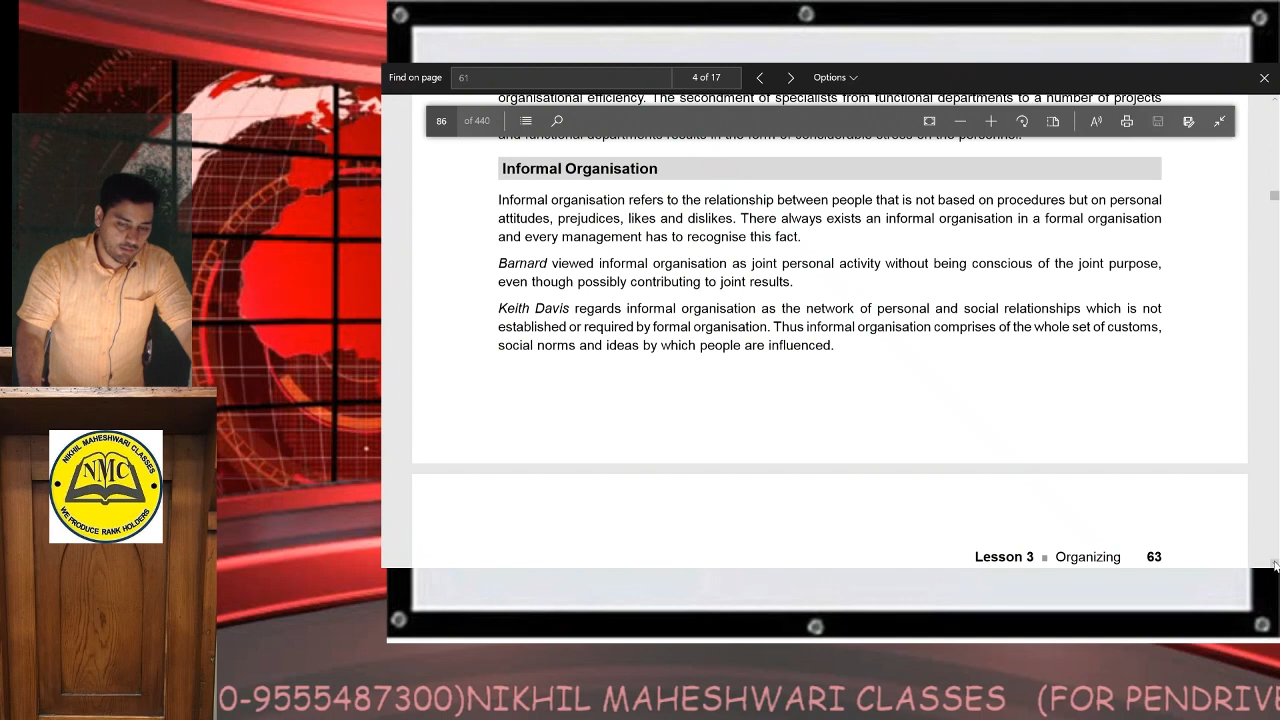 Find on page 61 4 of 17 Options
organisational efficiency. The secondment of specialists from functional departments to a number of projects
86 of 440
Informal Organisation
Informal organisation refers to the relationship between people that is not based on procedures but on personal
attitudes, prejudices, likes and dislikes. There always exists an informal organisation in a formal organisation
and every management has to recognise this fact.
Barnard viewed informal organisation as joint personal activity without being conscious of the joint purpose,
even though possibly contributing to joint results.
Keith Davis regards informal organisation as the network of personal and social relationships which is not
established or required by formal organisation. Thus informal organisation comprises of the whole set of customs,
social norms and ideas by which people are influenced.
Lesson 3 ■ Organizing 63
NIKHIL MAHESHWARI CLASSES
NMC
WE PRODUCE RANK HOLDERS
0-9555487300)NIKHIL MAHESHWARI CLASSES (FOR PENDRIVE